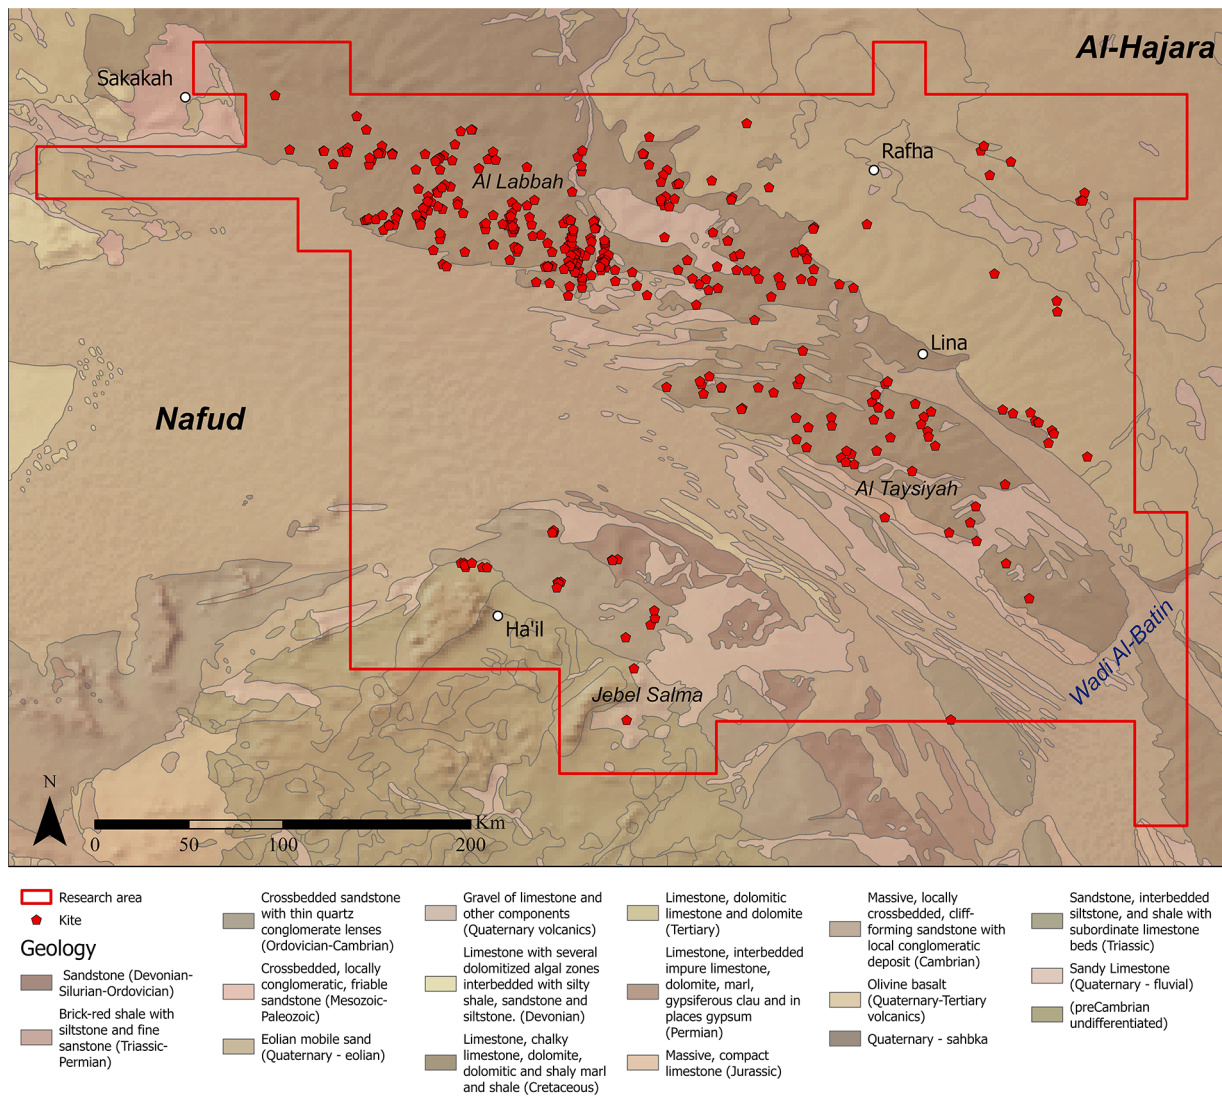 Al-Hajara
Sakakah
Rafha
Al Labbah
Lina
Nafud
Al Taysiyah
Ha'il
Wadi Al-Batin
Jebel Salma
N
Km
0 50 100 200
Research area
Kite
Geology
Sandstone (Devonian-
Silurian-Ordovician)
Brick-red shale with
siltstone and fine
sanstone (Triassic-
Permian)
Crossbedded sandstone
with thin quartz
conglomerate lenses
(Ordovician-Cambrian)
Crossbedded, locally
conglomeratic, friable
sandstone (Mesozoic-
Paleozoic)
Eolian mobile sand
(Quaternary - eolian)
Gravel of limestone and
other components
(Quaternary volcanics)
Limestone with several
dolomitized algal zones
interbedded with silty
shale, sandstone and
siltstone. (Devonian)
Limestone, chalky
limestone, dolomite,
dolomitic and shaly marl
and shale (Cretaceous)
Limestone, dolomitic
limestone and dolomite
(Tertiary)
Limestone, interbedded
impure limestone,
dolomite, marl,
gypsiferous clau and in
places gypsum
(Permian)
Massive, compact
limestone (Jurassic)
Massive, locally
crossbedded, cliff-
forming sandstone with
local conglomeratic
deposit (Cambrian)
Olivine basalt
(Quaternary-Tertiary
volcanics)
Quaternary - sahbka
Sandstone, interbedded
siltstone, and shale with
subordinate limestone
beds (Triassic)
Sandy Limestone
(Quaternary - fluvial)
(preCambrian
undifferentiated)